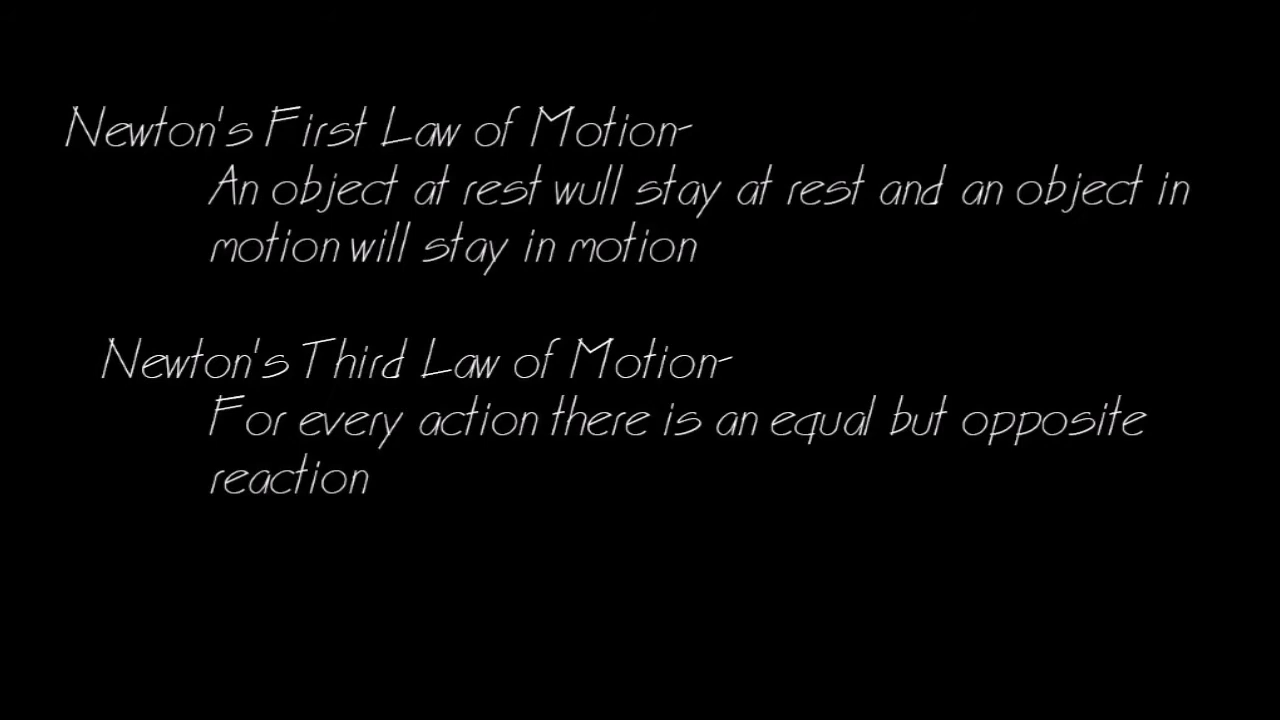 Newton's First Law of Motion-
An object at rest wull stay at rest and an object in
motion will stay in motion
Newton's Third Law of Motion-
For every action there is an equal but opposite
reaction